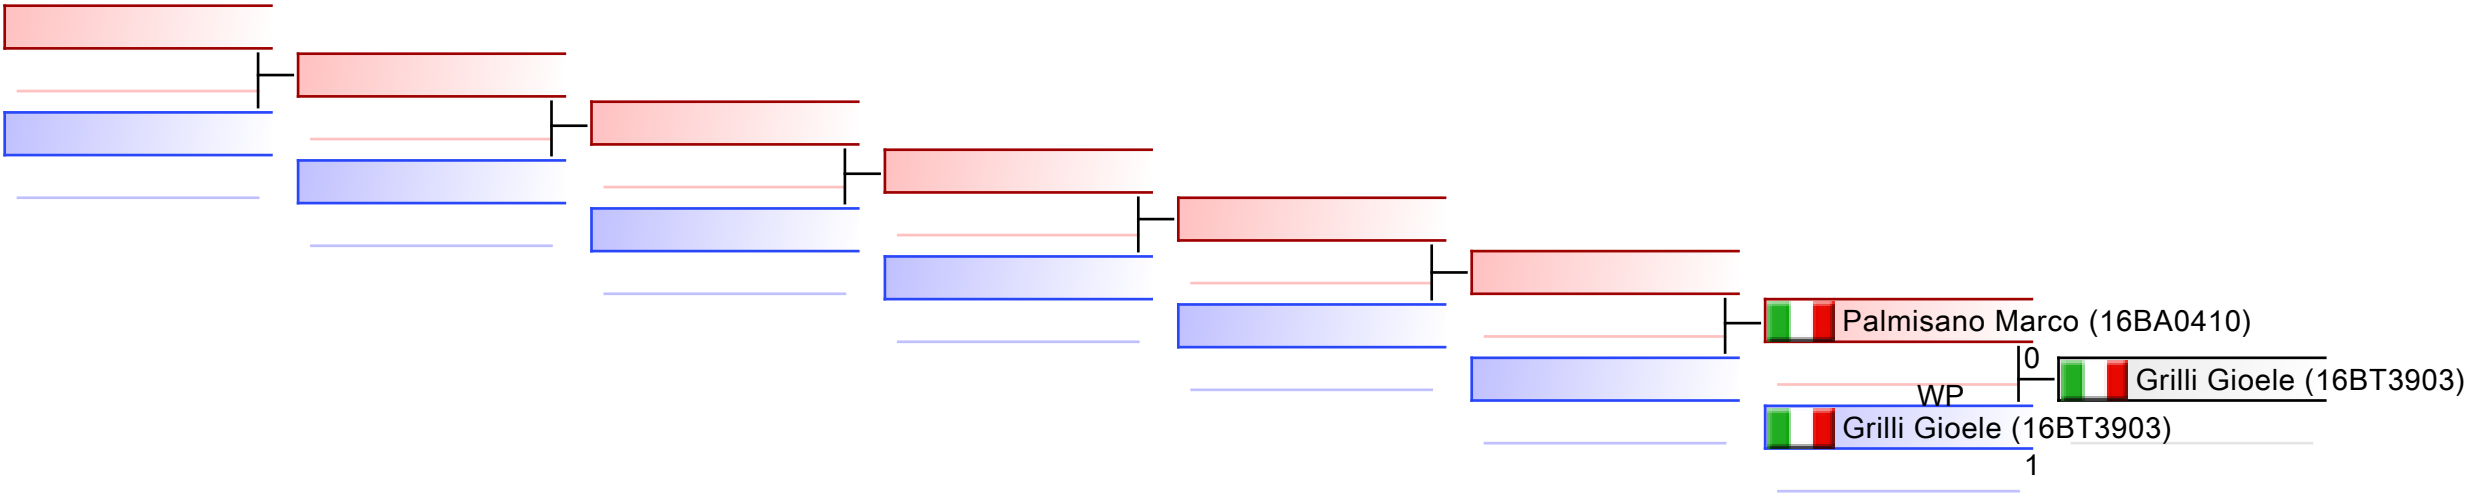 Palmisano Marco (16BA0410)
0
Grilli Gioele (16BT3903)
WP
Grilli Gioele (16BT3903)
1